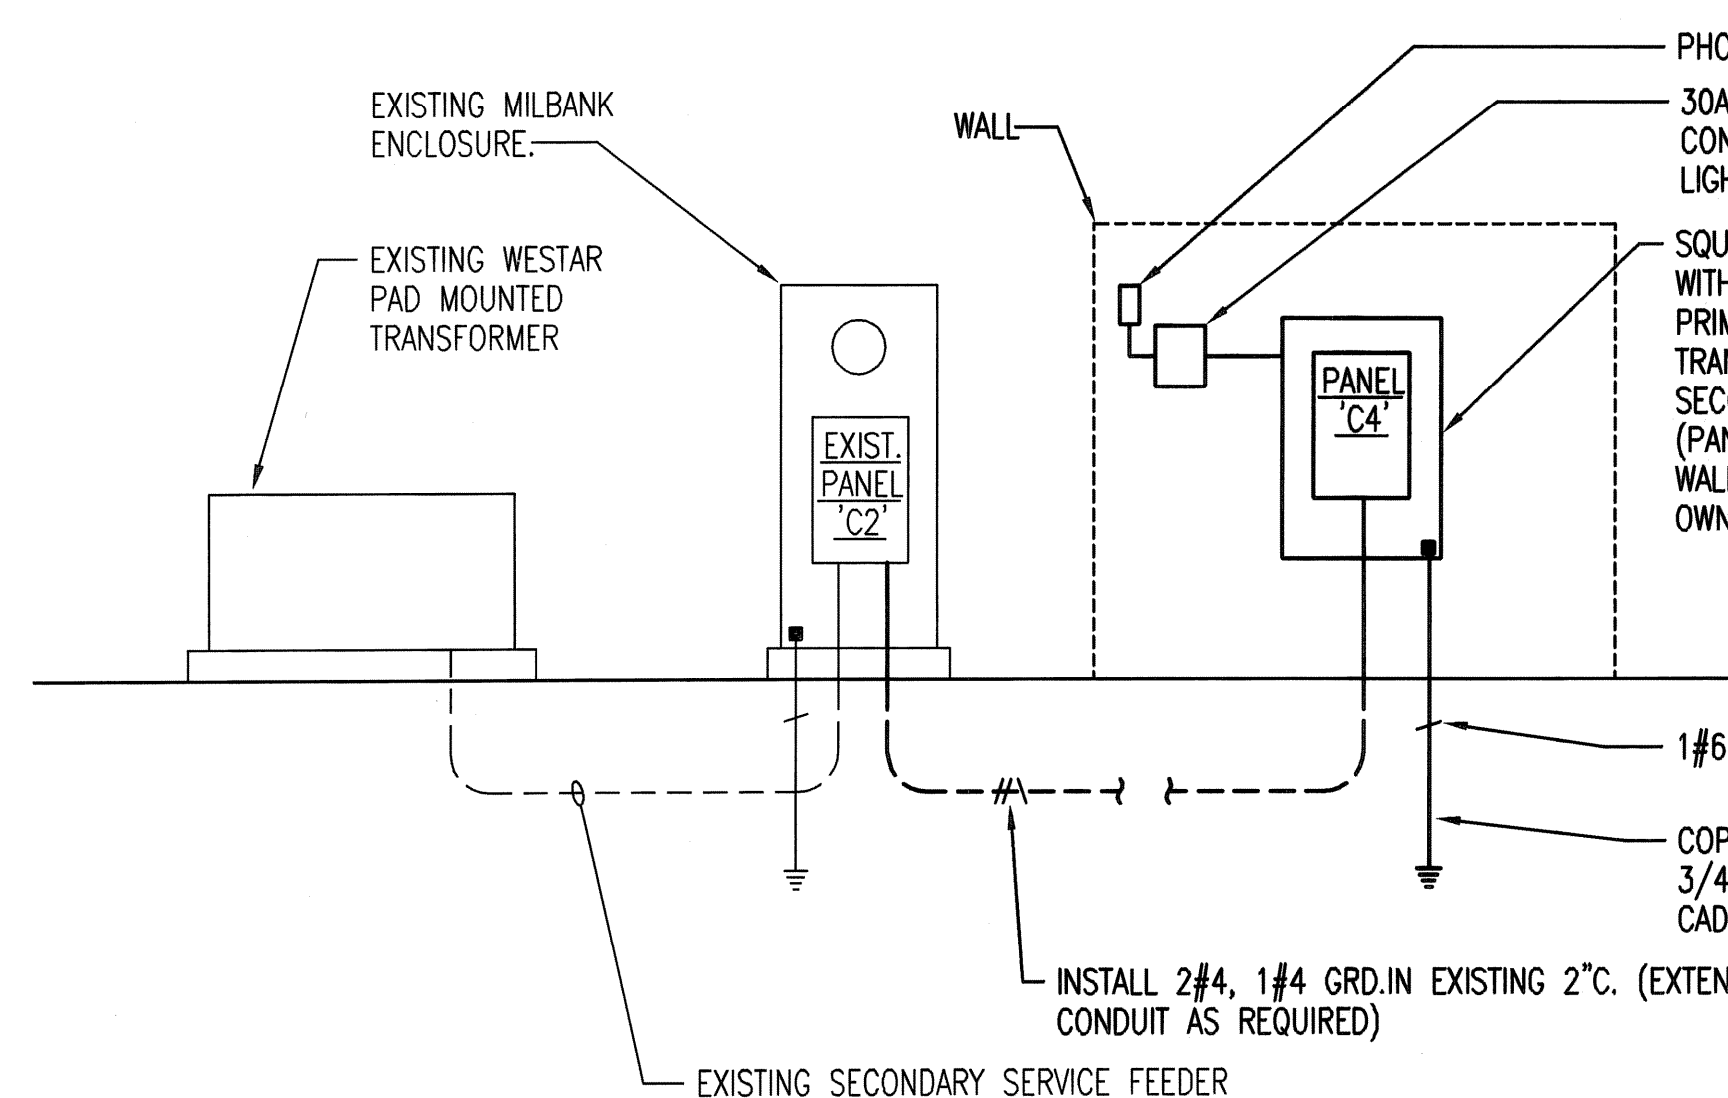 EXISTING MILBANK
ENCLOSURE.
EXISTING WESTAR
PAD MOUNTED
TRANSFORMER
EXIST.
PANEL
'C2'
WALL
PANEL
'C4'
PHO
30A
CON
LIGH
SQU
WITH
PRIM
TRAN
SECO
(PAN
WALL
OWN
1#6
COP
3/4
CAD
INSTALL 2#4, 1#4 GRD.IN EXISTING 2"C. (EXTEN
CONDUIT AS REQUIRED)
EXISTING SECONDARY SERVICE FEEDER